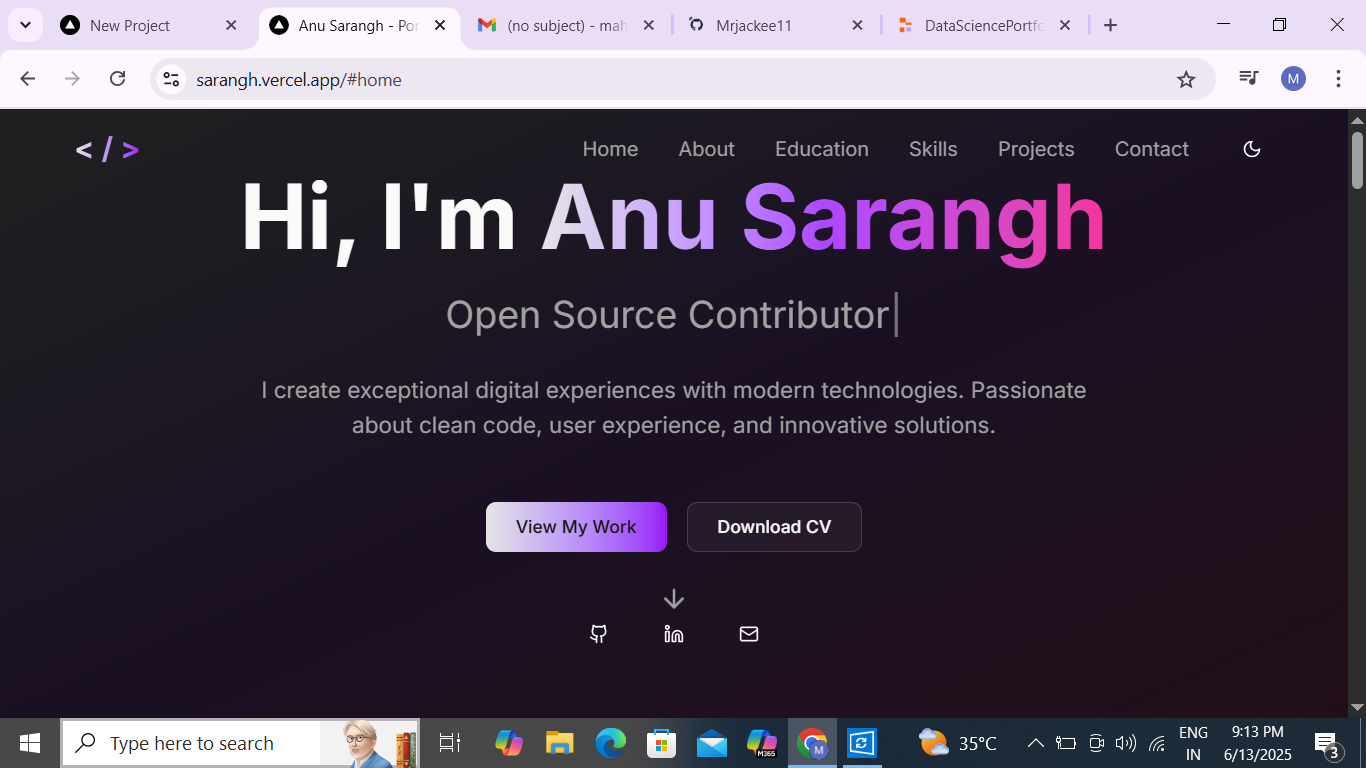 New Project
Anu Sarangh - Por
(no subject) - mah
Mrjackee11
DataSciencePortfo
sarangh.vercel.app/#home
M
</>
Home About Education Skills Projects Contact
Hi, I'm Anu Sarangh
Open Source Contributor
I create exceptional digital experiences with modern technologies. Passionate
about clean code, user experience, and innovative solutions.
View My Work
Download CV
Type here to search
M365
M
35°C
ENG
IN
9:13 PM
6/13/2025
3